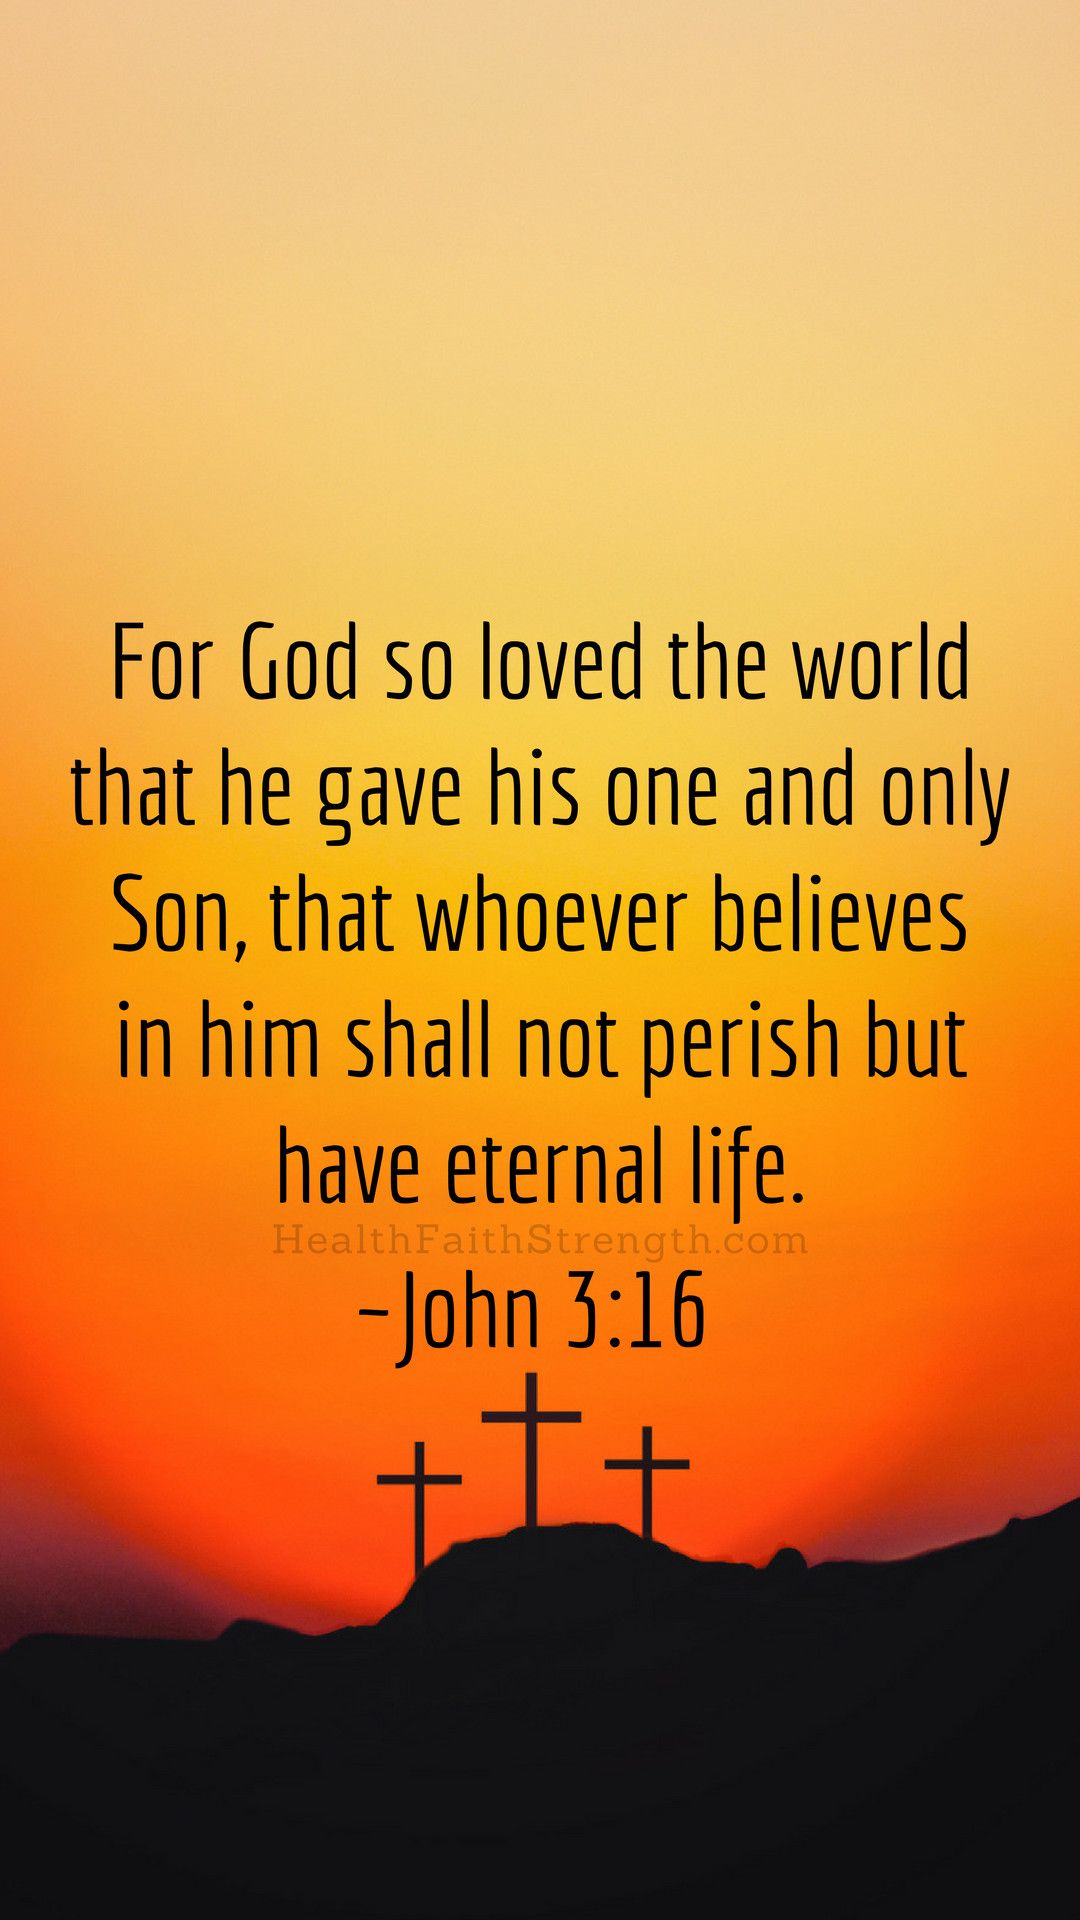 For God so loved the world
that he gave his one and only
Son, that whoever believes
in him shall not perish but
have eternal life.
HealthFaithStrength.com
-John 3:16